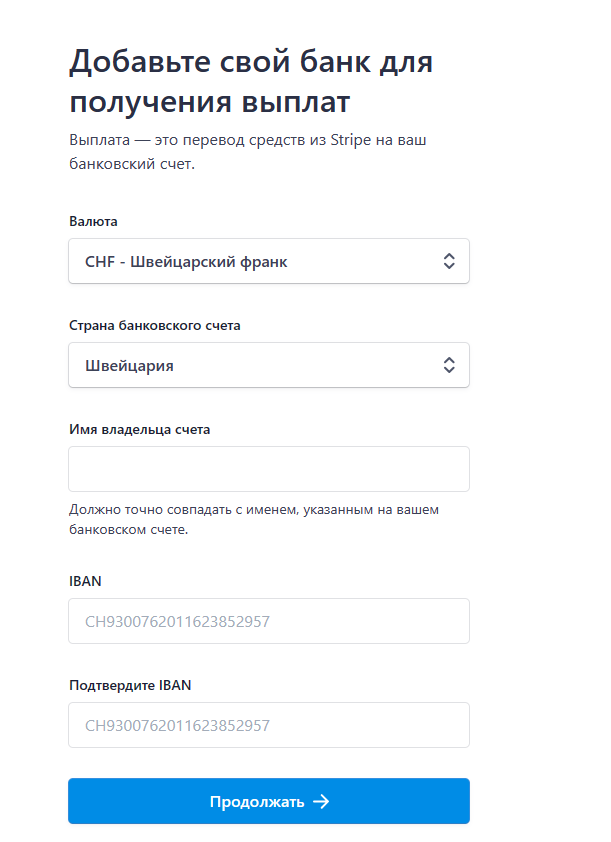 Добавьте свой банк для
получения выплат
Выплата — это перевод средств из Stripe на ваш
банковский счет.
Валюта
CHF - Швейцарский франк
Страна банковского счета
Швейцария
Имя владельца счета
Должно точно совпадать с именем, указанным на вашем
банковском счете.
IBAN
CH9300762011623852957
Подтвердите IBAN
CH9300762011623852957
Продолжать →